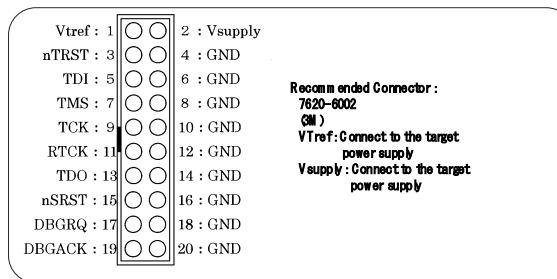 Vtref : 1 2 : Vsupply
nTRST : 3 4 : GND
TDI : 5 6 : GND
TMS : 7 8 : GND
TCK : 9 10 : GND
RTCK : 11 12 : GND
TDO : 13 14 : GND
nSRST : 15 16 : GND
DBGRQ : 17 18 : GND
DBGACK : 19 20 : GND
Recommended Connector :
7620-6002
(3M)
VTref: Connect to the target
power supply
Vsupply : Connect to the target
power supply